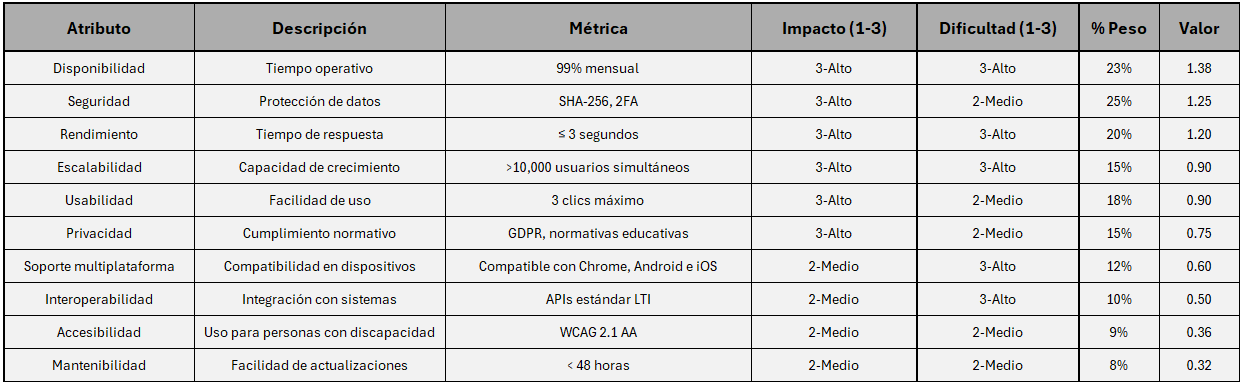 Atributo Descripción Métrica Impacto (1-3) Dificultad (1-3) % Peso Valor
Disponibilidad Tiempo operativo 99% mensual 3-Alto 3-Alto 23% 1.38
Seguridad Protección de datos SHA-256, 2FA 3-Alto 2-Medio 25% 1.25
Rendimiento Tiempo de respuesta ≤ 3 segundos 3-Alto 3-Alto 20% 1.20
Escalabilidad Capacidad de crecimiento >10,000 usuarios simultáneos 3-Alto 3-Alto 15% 0.90
Usabilidad Facilidad de uso 3 clics máximo 3-Alto 2-Medio 18% 0.90
Privacidad Cumplimiento normativo GDPR, normativas educativas 3-Alto 2-Medio 15% 0.75
Soporte multiplataforma Compatibilidad en dispositivos Compatible con Chrome, Android e iOS 2-Medio 3-Alto 12% 0.60
Interoperabilidad Integración con sistemas APIs estándar LTI 2-Medio 3-Alto 10% 0.50
Accesibilidad Uso para personas con discapacidad WCAG 2.1 AA 2-Medio 2-Medio 9% 0.36
Mantenibilidad Facilidad de actualizaciones < 48 horas 2-Medio 2-Medio 8% 0.32